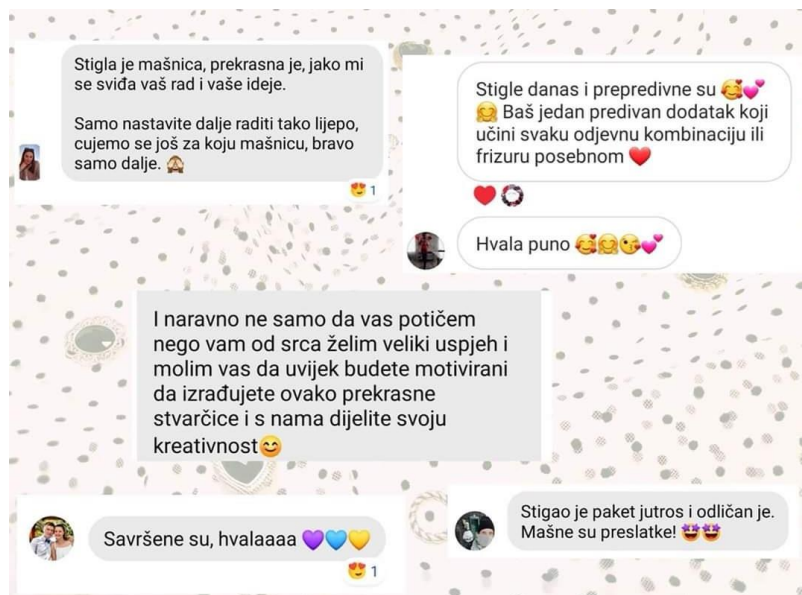 Stigla je mašnica, prekrasna je, jako mi
se sviđa vaš rad i vaše ideje.
Samo nastavite dalje raditi tako lijepo,
cujemo se još za koju mašnicu, bravo
samo dalje. 🙈
😍 1
Stigle danas i prepredivne su 🥰💕
🤗 Baš jedan predivan dodatak koji
učini svaku odjevnu kombinaciju ili
frizuru posebnom ❤️
Hvala puno 🥰🤗😘💕
I naravno ne samo da vas potičem
nego vam od srca želim veliki uspjeh i
molim vas da uvijek budete motivirani
da izrađujete ovako prekrasne
stvarčice i s nama dijelite svoju
kreativnost😊
Savršene su, hvalaaaa 💜💙💛
😍 1
Stigao je paket jutros i odličan je.
Mašne su preslatke! 🤩🤩